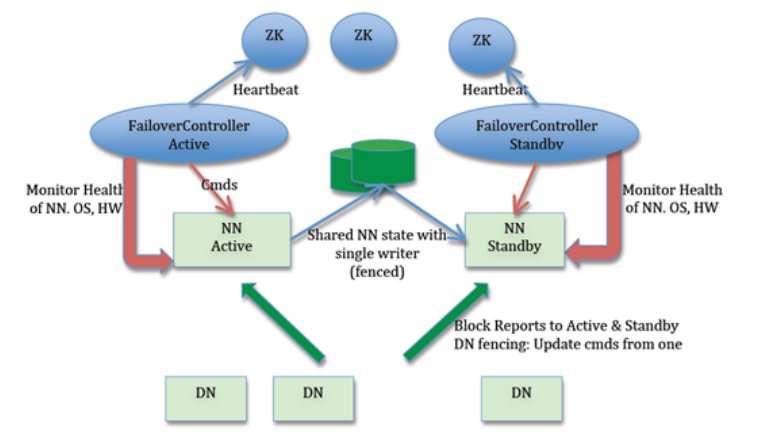 ZK
ZK
ZK
Heartbeat
Heartbeat
FailoverController
Active
FailoverController
Standby
Cmds
Monitor Health
of NN. OS, HW
Monitor Health
of NN. OS, HW
NN
Active
Shared NN state with
single writer
(fenced)
NN
Standby
Block Reports to Active & Standby
DN fencing: Update cmds from one
DN
DN
DN